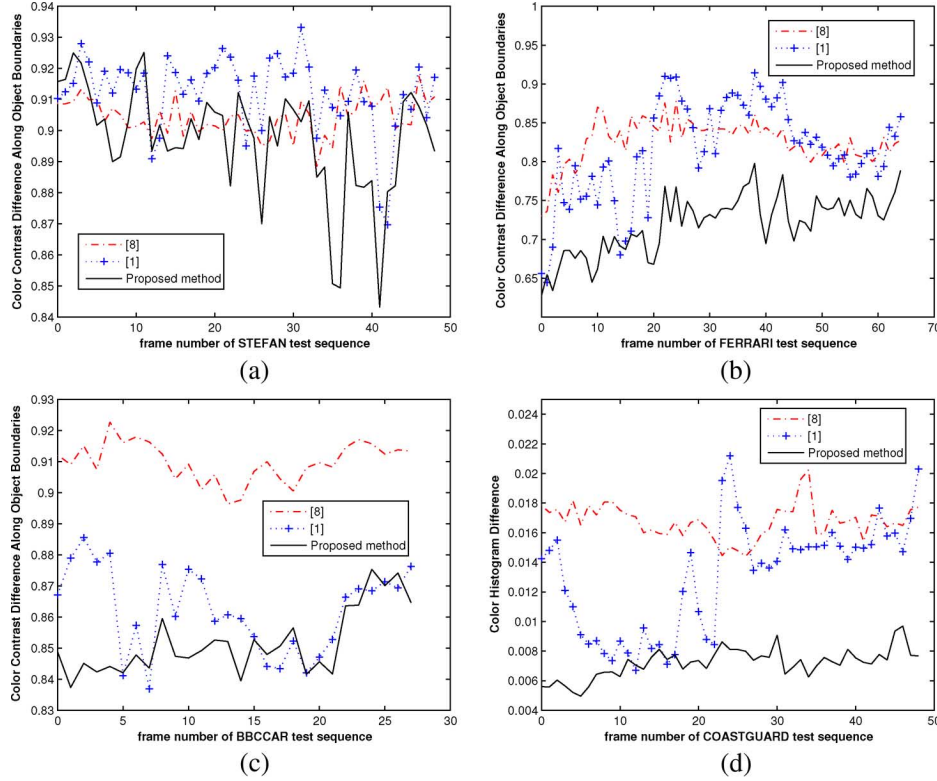 0.94
0.93
0.92
0.91
0.9
0.89
0.88
0.87
0.86
0.85
0.84
Color Contrast Difference Along Object Boundaries
[8]
[1]
Proposed method
0 10 20 30 40 50
frame number of STEFAN test sequence
(a)
1
0.95
0.9
0.85
0.8
0.75
0.7
0.65
Color Contrast Difference Along Object Boundaries
[8]
[1]
Proposed method
0 10 20 30 40 50 60 70
frame number of FERRARI test sequence
(b)
0.93
0.92
0.91
0.9
0.89
0.88
0.87
0.86
0.85
0.84
0.83
Color Contrast Difference Along Object Boundaries
[8]
[1]
Proposed method
0 5 10 15 20 25 30
frame number of BBCCAR test sequence
(c)
0.024
0.022
0.02
0.018
0.016
0.014
0.012
0.01
0.008
0.006
0.004
Color Histogram Difference
[8]
[1]
Proposed method
0 10 20 30 40 50
frame number of COASTGUARD test sequence
(d)